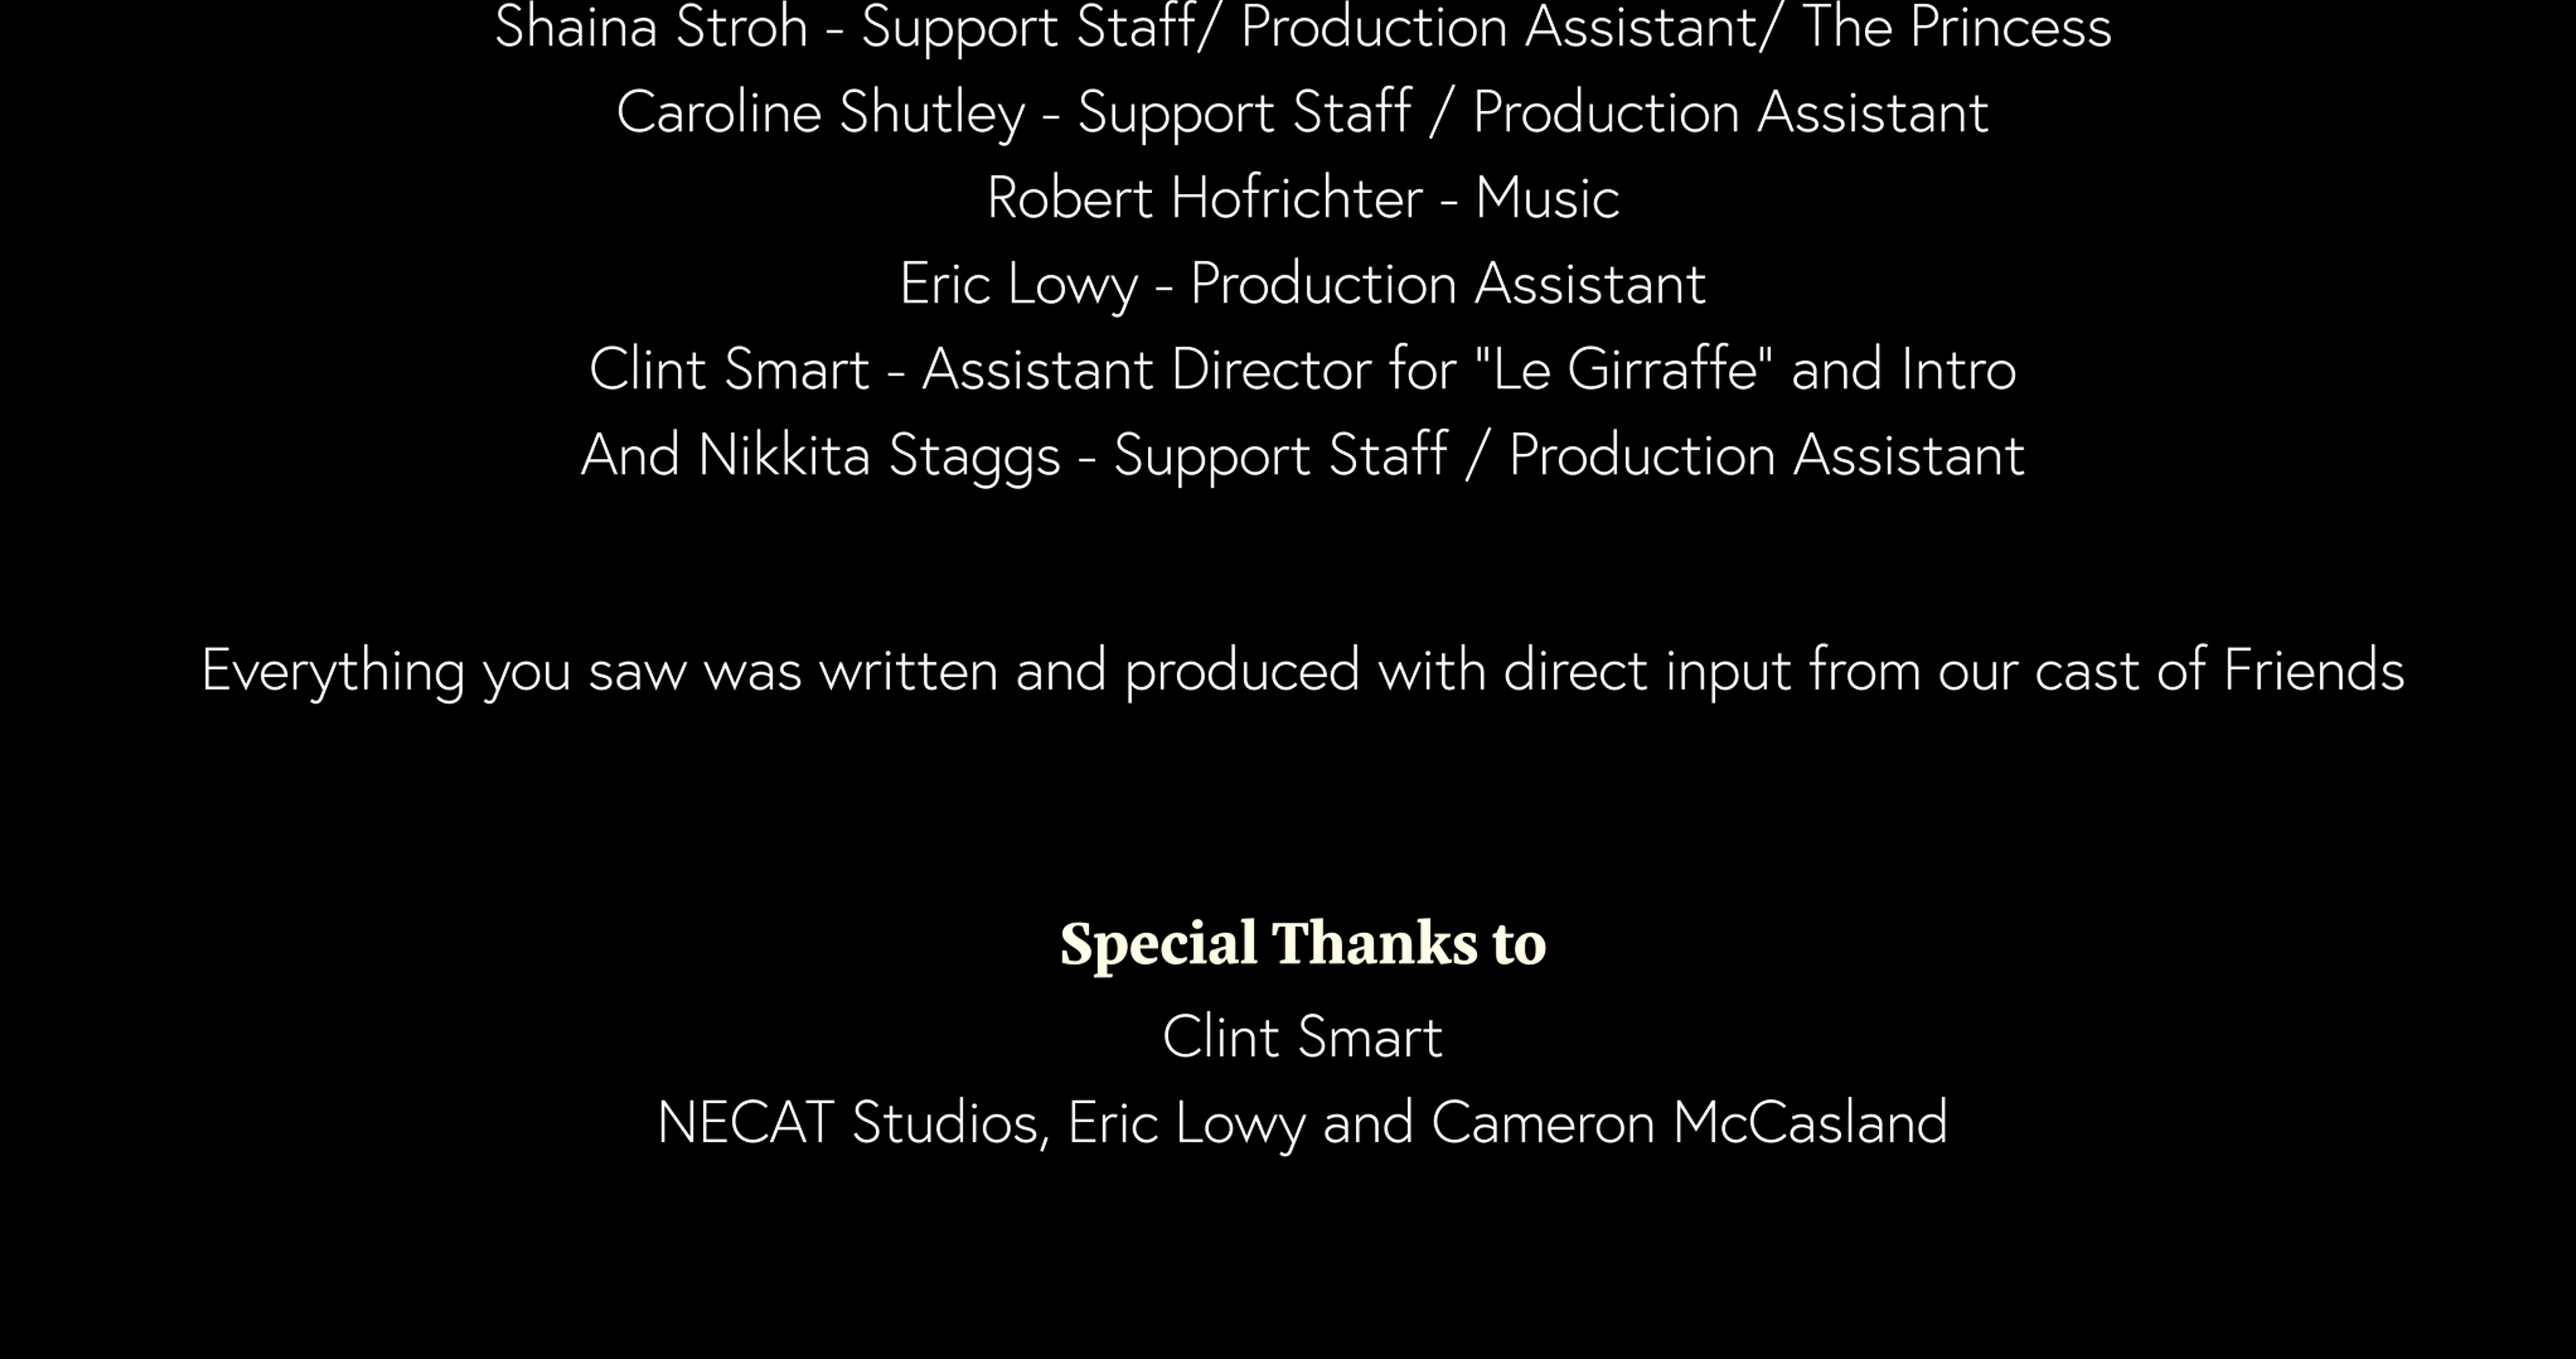 Shaina Stroh - Support Staff/ Production Assistant/ The Princess
Caroline Shutley - Support Staff / Production Assistant
Robert Hofrichter - Music
Eric Lowy - Production Assistant
Clint Smart - Assistant Director for "Le Girraffe" and Intro
And Nikkita Staggs - Support Staff / Production Assistant
Everything you saw was written and produced with direct input from our cast of Friends
Special Thanks to
Clint Smart
NECAT Studios, Eric Lowy and Cameron McCasland